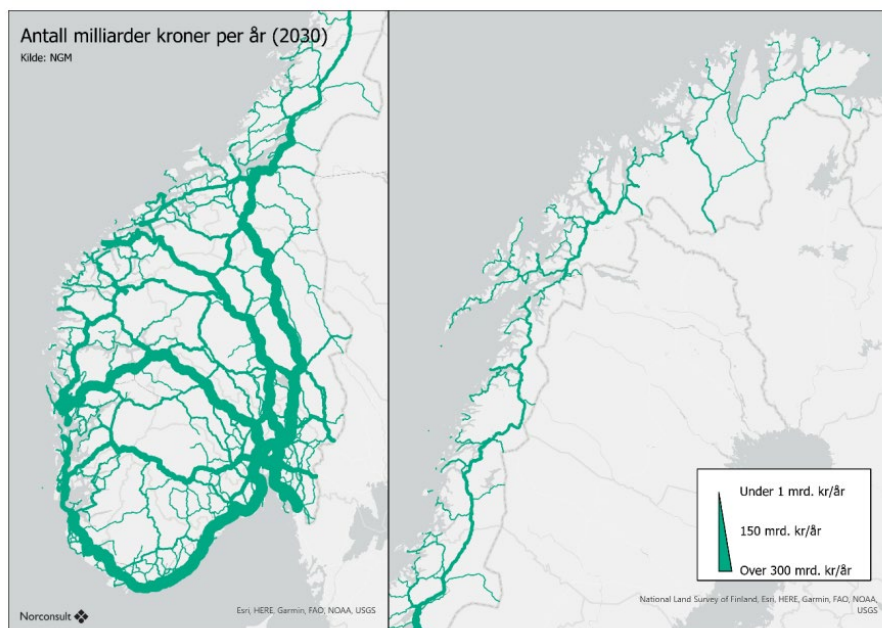 Antall milliarder kroner per år (2030)
Kilde: NGM
Under 1 mrd. kr/år
150 mrd. kr/år
Over 300 mrd. kr/år
Norconsult
Esri, HERE, Garmin, FAO, NOAA, USGS
National Land Survey of Finland, Esri, HERE, Garmin, FAO, NOAA,
USGS